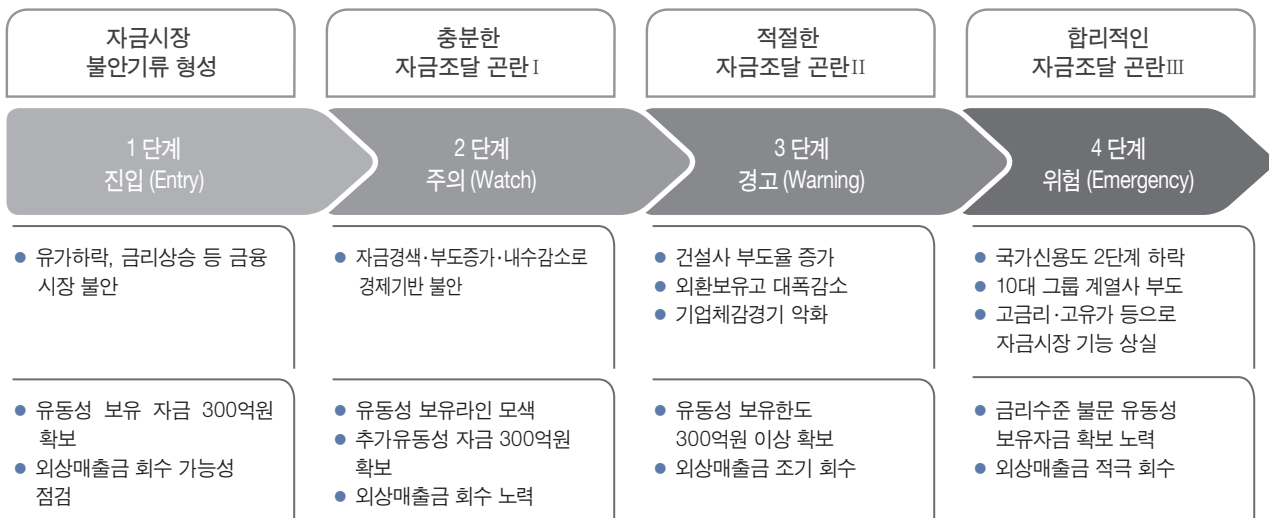 자금시장
불안기류 형성
충분한
자금조달 곤란Ⅰ
적절한
자금조달 곤란Ⅱ
합리적인
자금조달 곤란Ⅲ
1 단계
진입 (Entry)
2 단계
주의 (Watch)
3 단계
경고 (Warning)
4 단계
위험 (Emergency)
● 유가하락, 금리상승 등 금융
시장 불안
● 자금경색·부도증가·내수감소로
경제기반 불안
● 건설사 부도율 증가
● 외환보유고 대폭감소
● 기업체감경기 악화
● 국가신용도 2단계 하락
● 10대 그룹 계열사 부도
● 고금리·고유가 등으로
자금시장 기능 상실
● 유동성 보유 자금 300억원
확보
● 외상매출금 회수 가능성
점검
● 유동성 보유라인 모색
● 추가유동성 자금 300억원
확보
● 외상매출금 회수 노력
● 유동성 보유한도
300억원 이상 확보
● 외상매출금 조기 회수
● 금리수준 불문 유동성
보유자금 확보 노력
● 외상매출금 적극 회수